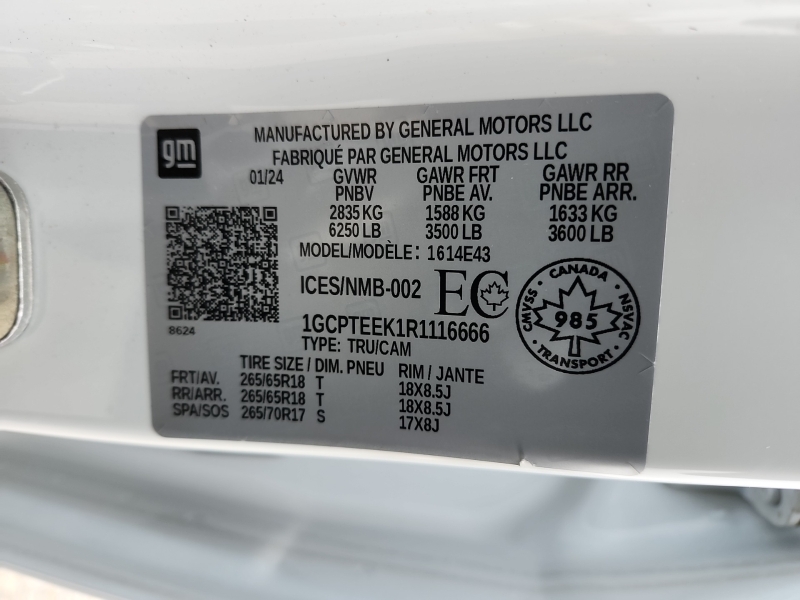 gm
MANUFACTURED BY GENERAL MOTORS LLC
FABRIQUÉ PAR GENERAL MOTORS LLC
01/24 GVWR GAWR FRT GAWR RR
PNBV PNBE AV. PNBE ARR.
2835 KG 1588 KG 1633 KG
6250 LB 3500 LB 3600 LB
MODEL/MODÈLE: 1614E43
ICES/NMB-002 EC
8624
1GCPTEEK1R1116666
TYPE: TRU/CAM
CANADA
CMVSS 985 NSVAC
TRANSPORT
TIRE SIZE / DIM. PNEU RIM / JANTE
FRT/AV. 265/65R18 T 18X8.5J
RR/ARR. 265/65R18 T 18X8.5J
SPA/SOS 265/70R17 S 17X8J